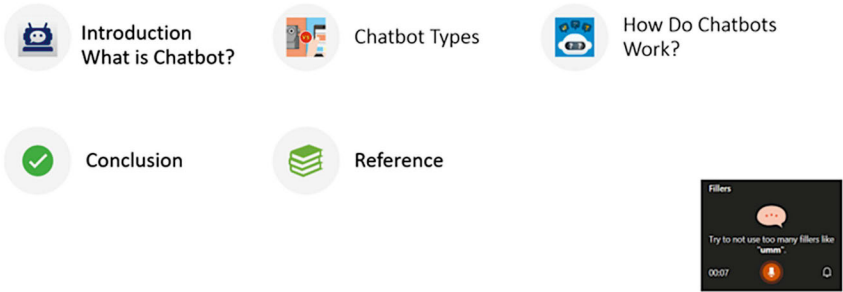 Introduction
What is Chatbot?
Chatbot Types
How Do Chatbots
Work?
Conclusion
Reference
Fillers
Try to not use too many fillers like
"umm".
00:07